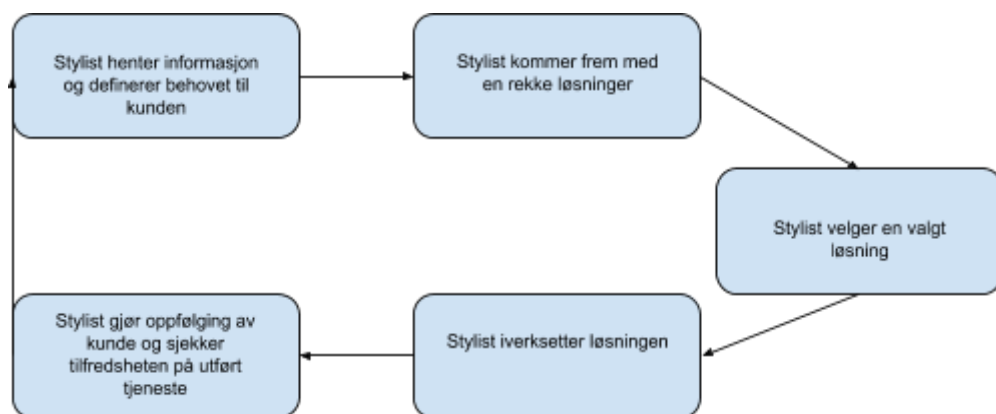 Stylist henter informasjon
og definerer behovet til
kunden
Stylist kommer frem med
en rekke løsninger
Stylist velger en valgt
løsning
Stylist iverksetter løsningen
Stylist gjør oppfølging av
kunde og sjekker
tilfredsheten på utført
tjeneste